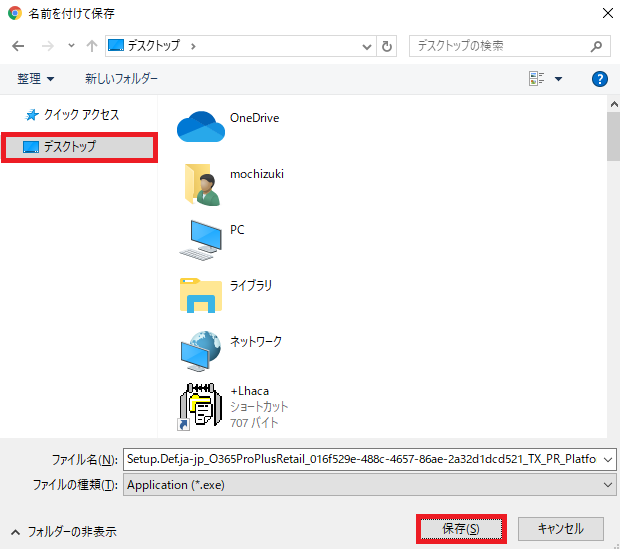 名前を付けて保存
デスクトップ
デスクトップの検索
整理 新しいフォルダー
クイック アクセス
デスクトップ
OneDrive
mochizuki
PC
ライブラリ
ネットワーク
+Lhaca
ショートカット
707 バイト
ファイル名(N): Setup.Def.ja-jp_O365ProPlusRetail_016f529e-488c-4657-86ae-2a32d1dcd521_TX_PR_Platfo
ファイルの種類(T): Application (*.exe)
フォルダーの非表示 保存(S) キャンセル